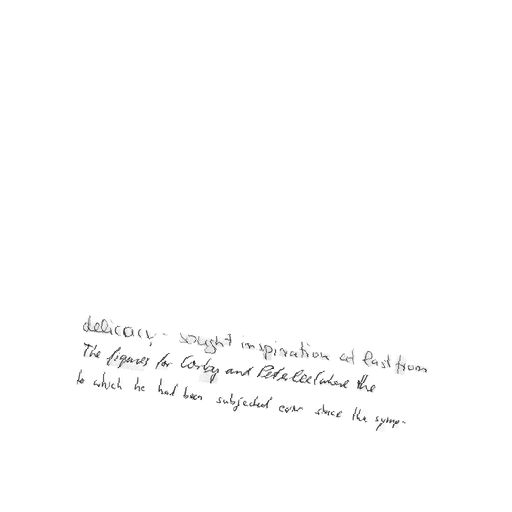 delicacy - sought inspiration at last from
The figures for Corby and Peterlee (where the
to which he had been subjected ever since the symp-